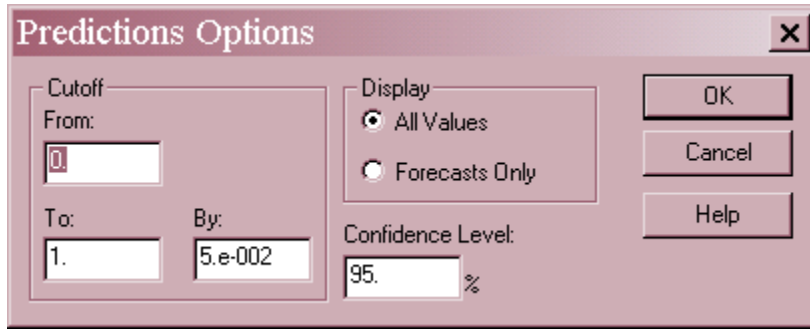 Predictions Options
Cutoff
From:
0.
To:
By:
1.
5.e-002
Display
All Values
Forecasts Only
Confidence Level:
95.
%
OK
Cancel
Help